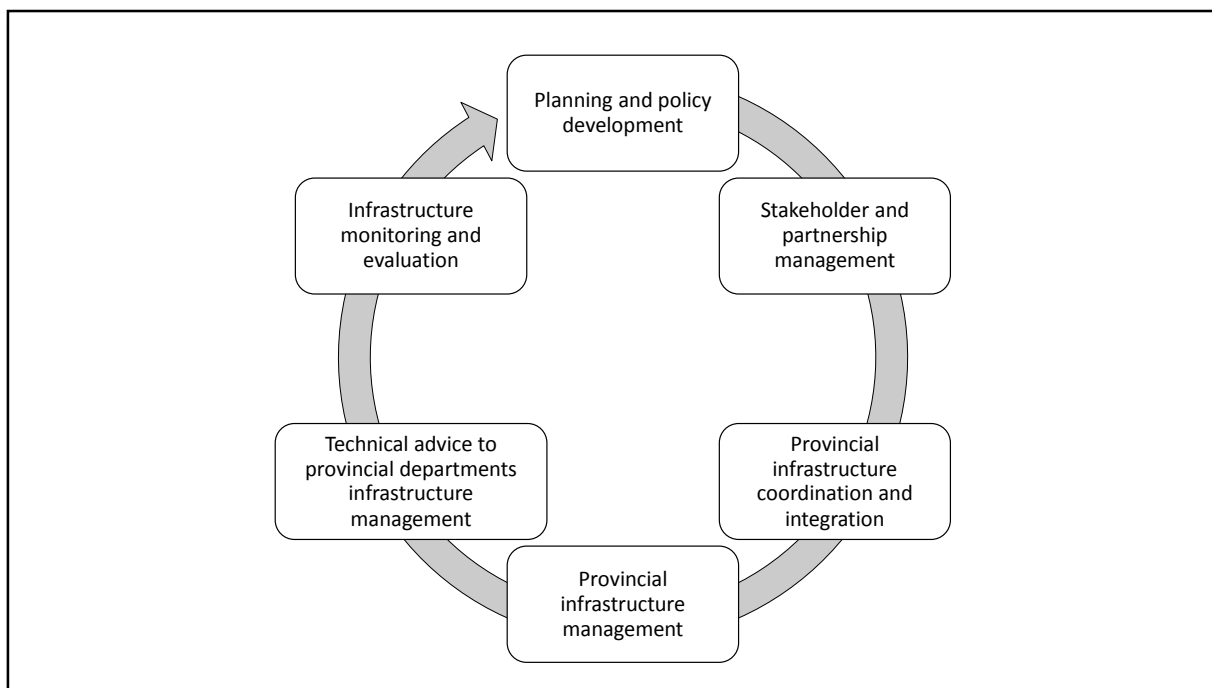 Planning and policy
development
Stakeholder and
partnership
management
Provincial
infrastructure
coordination and
integration
Provincial
infrastructure
management
Technical advice to
provincial departments
infrastructure
management
Infrastructure
monitoring and
evaluation